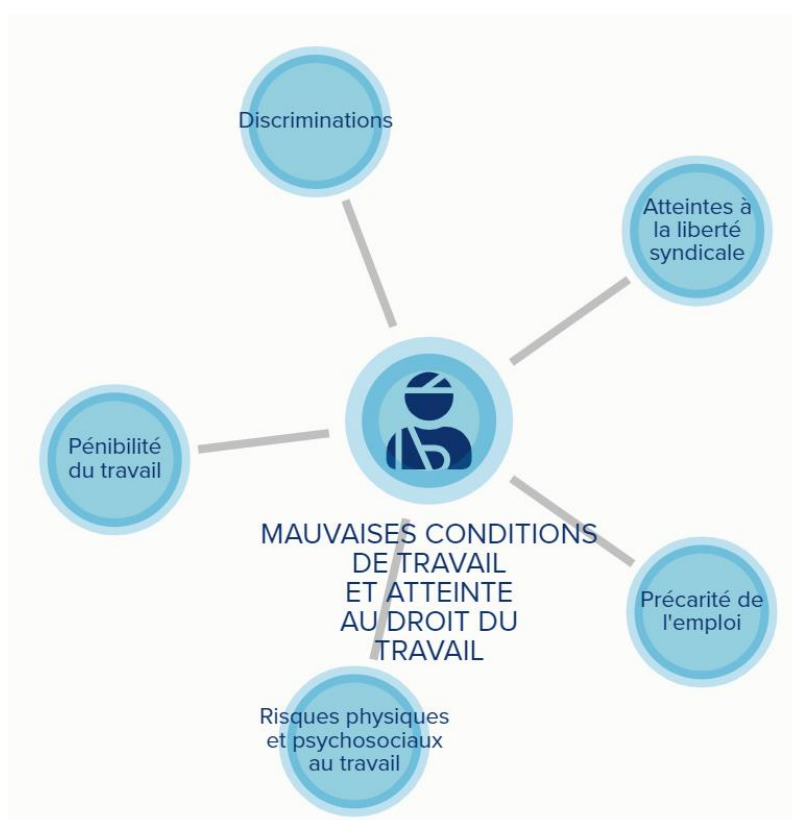 Discriminations
Atteintes à
la liberté
syndicale
Pénibilité
du travail
MAUVAISES CONDITIONS
DE TRAVAIL
ET ATTEINTE
AU DROIT DU
TRAVAIL
Précarité de
l'emploi
Risques physiques
et psychosociaux
au travail